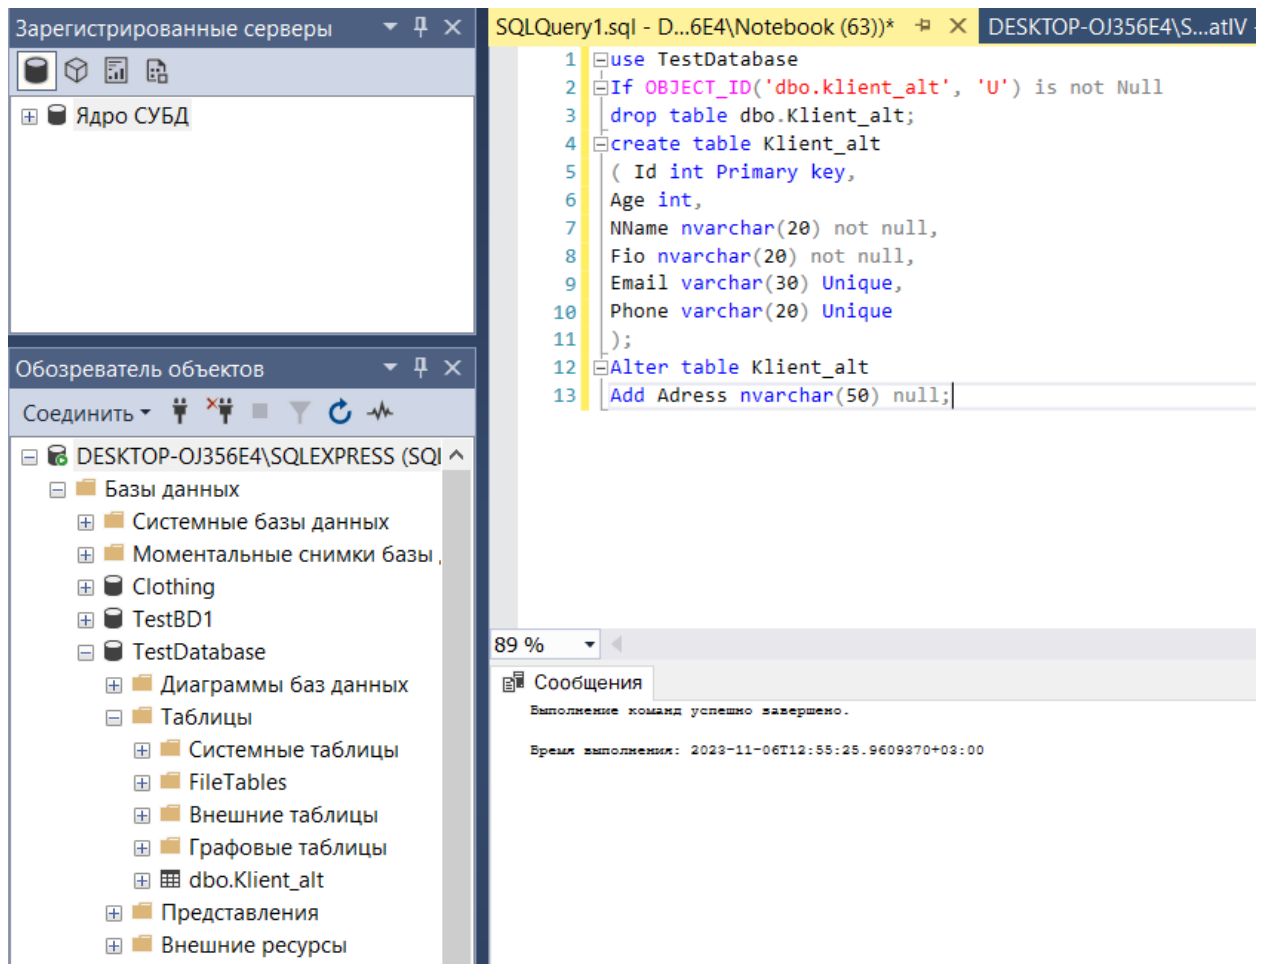 Зарегистрированные серверы
Ядро СУБД
Обозреватель объектов
Соединить
DESKTOP-OJ356E4\SQLEXPRESS (SQl
Базы данных
Системные базы данных
Моментальные снимки базы
Clothing
TestBD1
TestDatabase
Диаграммы баз данных
Таблицы
Системные таблицы
FileTables
Внешние таблицы
Графовые таблицы
dbo.Klient_alt
Представления
Внешние ресурсы
SQLQuery1.sql - D...6E4\Notebook (63))*
DESKTOP-OJ356E4\S...atIV -
1 use TestDatabase
2 If OBJECT_ID('dbo.klient_alt', 'U') is not Null
3 drop table dbo.Klient_alt;
4 create table Klient_alt
5 ( Id int Primary key,
6 Age int,
7 NName nvarchar(20) not null,
8 Fio nvarchar(20) not null,
9 Email varchar(30) Unique,
10 Phone varchar(20) Unique
11 );
12 Alter table Klient_alt
13 Add Adress nvarchar(50) null;
89 %
Сообщения
Выполнение команд успешно завершено.
Время выполнения: 2023-11-06T12:55:25.9609370+03:00